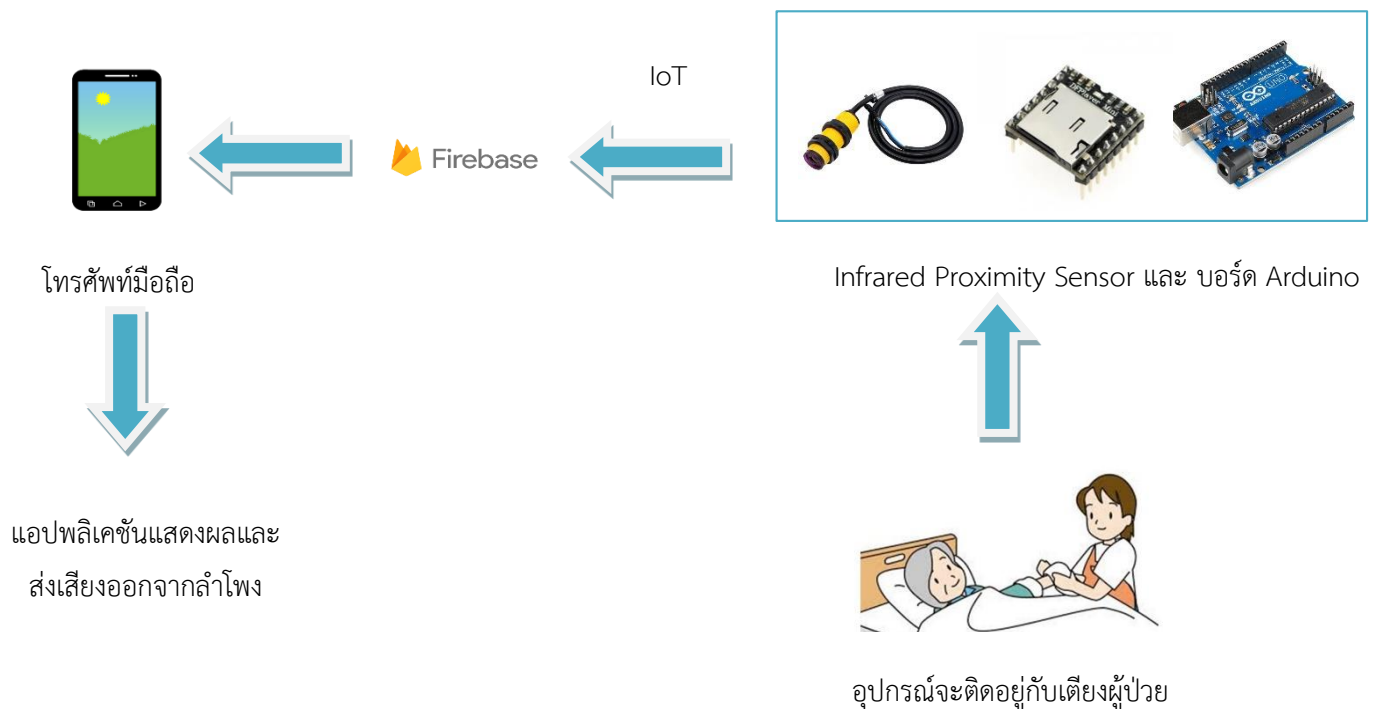 IoT
Firebase
โทรศัพท์มือถือ
Infrared Proximity Sensor และ บอร์ด Arduino
แอปพลิเคชันแสดงผลและ
ส่งเสียงออกจากลำโพง
อุปกรณ์จะติดอยู่กับเตียงผู้ป่วย